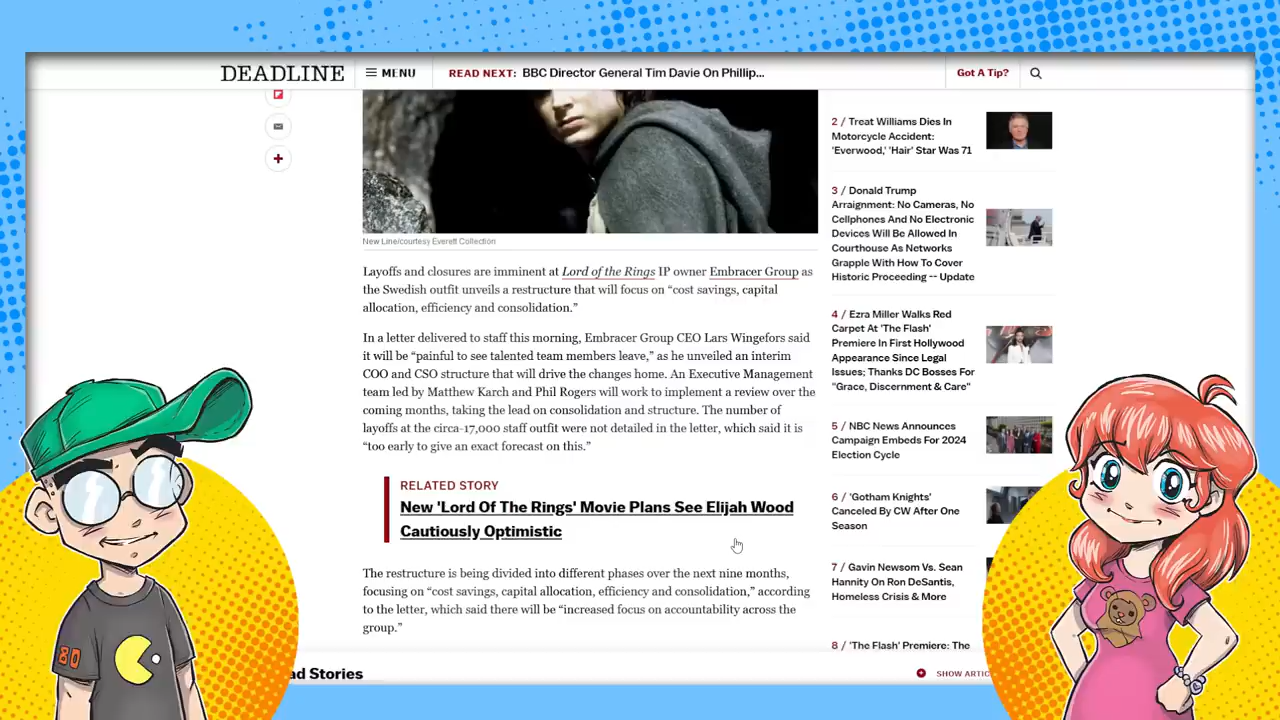 DEADLINE
MENU
READ NEXT: BBC Director General Tim Davie On Phillip...
Got A Tip?
New Line/courtesy Everett Collection
Layoffs and closures are imminent at Lord of the Rings IP owner Embracer Group as
the Swedish outfit unveils a restructure that will focus on “cost savings, capital
allocation, efficiency and consolidation.”
In a letter delivered to staff this morning, Embracer Group CEO Lars Wingefors said
it will be “painful to see talented team members leave,” as he unveiled an interim
COO and CSO structure that will drive the changes home. An Executive Management
team led by Matthew Karch and Phil Rogers will work to implement a review over the
coming months, taking the lead on consolidation and structure. The number of
layoffs at the circa-17,000 staff outfit were not detailed in the letter, which said it is
“too early to give an exact forecast on this.”
RELATED STORY
New 'Lord Of The Rings' Movie Plans See Elijah Wood
Cautiously Optimistic
The restructure is being divided into different phases over the next nine months,
focusing on “cost savings, capital allocation, efficiency and consolidation,” according
to the letter, which said there will be “increased focus on accountability across the
group.”
2 / Treat Williams Dies In
Motorcycle Accident:
'Everwood,' 'Hair' Star Was 71
3 / Donald Trump
Arraignment: No Cameras, No
Cellphones And No Electronic
Devices Will Be Allowed In
Courthouse As Networks
Grapple With How To Cover
Historic Proceeding -- Update
4 / Ezra Miller Walks Red
Carpet At 'The Flash'
Premiere In First Hollywood
Appearance Since Legal
Issues; Thanks DC Bosses For
"Grace, Discernment & Care"
5 / NBC News Announces
Campaign Embeds For 2024
Election Cycle
6 / 'Gotham Knights'
Canceled By CW After One
Season
7 / Gavin Newsom Vs. Sean
Hannity On Ron DeSantis,
Homeless Crisis & More
8 / 'The Flash' Premiere: The
ad Stories
SHOW ARTIC
80